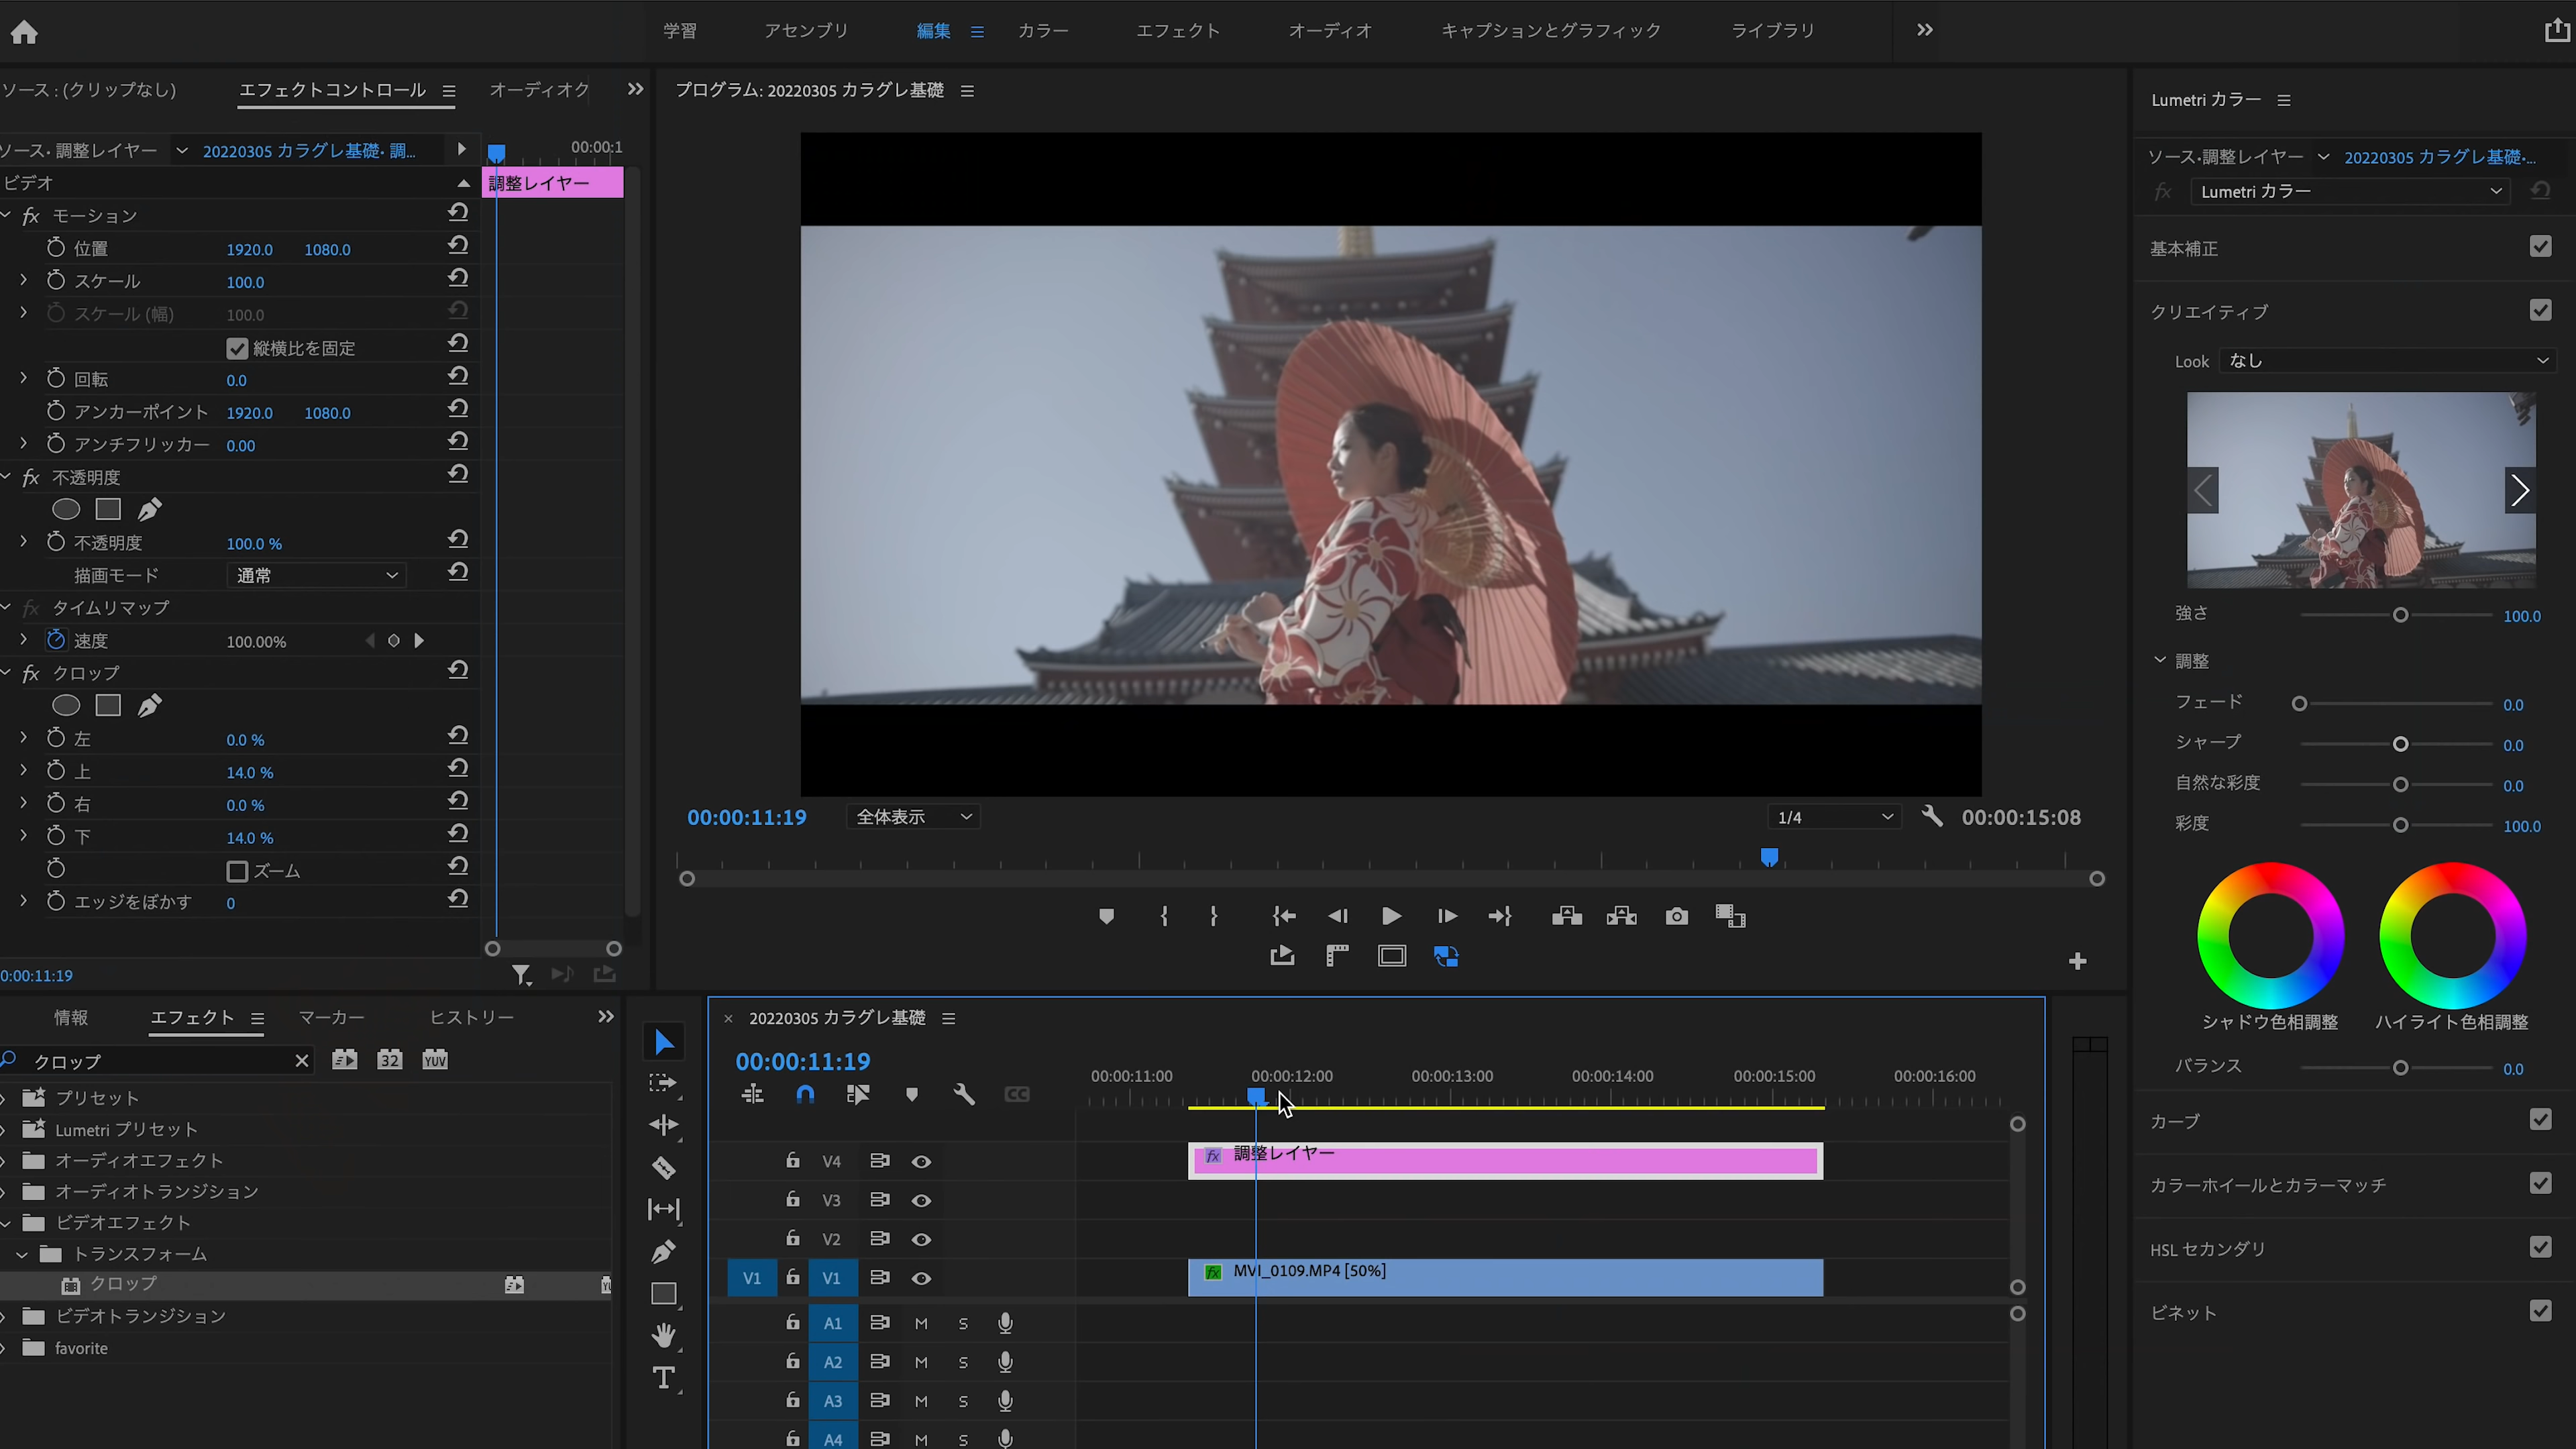 学習 アセンブリ 編集 カラー エフェクト オーディオ キャプションとグラフィック ライブラリ
ソース : (クリップなし) エフェクトコントロール オーディオク
プログラム: 20220305 カラグレ基礎
Lumetri カラー
ソース・調整レイヤー 20220305 カラグレ基礎・調... 00:00:1
ビデオ 調整レイヤー
fx モーション
位置 1920.0 1080.0
スケール 100.0
スケール (幅) 100.0
縦横比を固定
回転 0.0
アンカーポイント 1920.0 1080.0
アンチフリッカー 0.00
fx 不透明度
不透明度 100.0 %
描画モード 通常
fx タイムリマップ
速度 100.00%
fx クロップ
左 0.0 %
上 14.0 %
右 0.0 %
下 14.0 %
ズーム
エッジをぼかす 0
0:00:11:19
00:00:11:19 全体表示 1/4 00:00:15:08
ソース・調整レイヤー 20220305 カラグレ基礎・...
fx Lumetri カラー
基本補正
クリエイティブ
Look なし
強さ 100.0
調整
フェード 0.0
シャープ 0.0
自然な彩度 0.0
彩度 100.0
シャドウ色相調整 ハイライト色相調整
バランス 0.0
カーブ
カラーホイールとカラーマッチ
HSL セカンダリ
ビネット
情報 エフェクト マーカー ヒストリー
クロップ 32 YUV
プリセット
Lumetri プリセット
オーディオエフェクト
オーディオトランジション
ビデオエフェクト
トランスフォーム
クロップ
ビデオトランジション
favorite
× 20220305 カラグレ基礎
00:00:11:19
00:00:11:00 00:00:12:00 00:00:13:00 00:00:14:00 00:00:15:00 00:00:16:00
CC
V4 fx 調整レイヤー
V3
V2
V1 V1 fx MVI_0109.MP4 [50%]
A1 M S
A2 M S
A3 M S
A4 M S